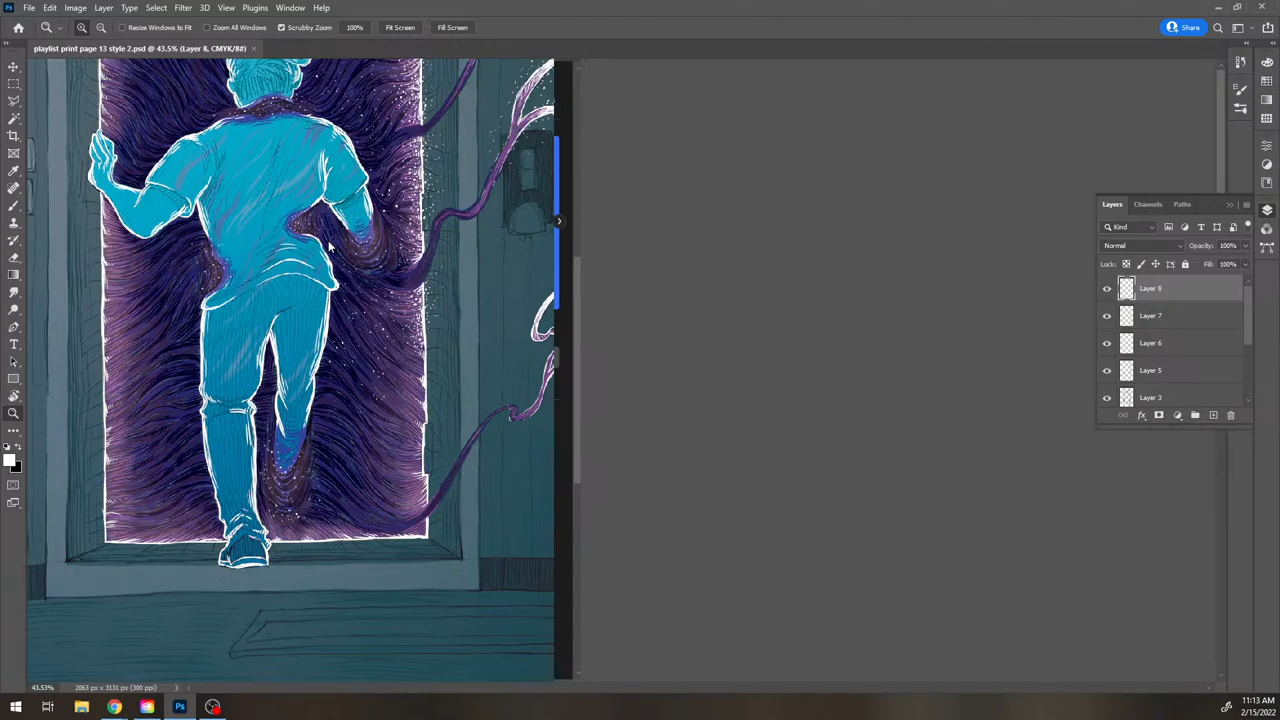 Ps File Edit Image Layer Type Select Filter 3D View Plugins Window Help
Resize Windows to Fit Zoom All Windows Scrubby Zoom 100% Fit Screen Fill Screen Share
playlist print page 13 style 2.psd @ 43.5% (Layer 8, CMYK/8#) ×
Layers Channels Paths
Kind
Normal Opacity: 100%
Lock: Fill: 100%
Layer 8
Layer 7
Layer 6
Layer 5
Layer 3
fx
43.53% 2063 px x 3131 px (300 ppi)
Ps
11:13 AM
2/15/2022